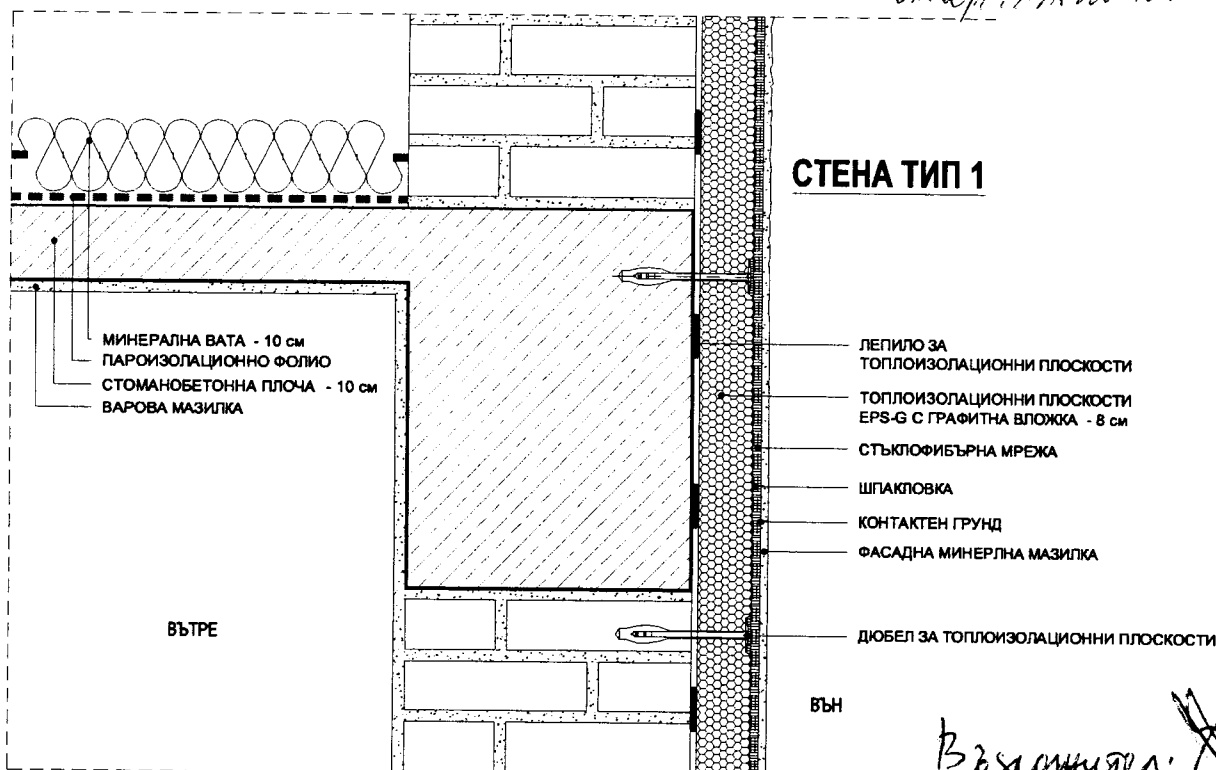 СТЕНА ТИП 1
МИНЕРАЛНА ВАТА - 10 см
ПАРОИЗОЛАЦИОННО ФОЛИО
СТОМАНОБЕТОННА ПЛОЧА - 10 см
ВАРОВА МАЗИЛКА
ЛЕПИЛО ЗА
ТОПЛОИЗОЛАЦИОННИ ПЛОСКОСТИ
ТОПЛОИЗОЛАЦИОННИ ПЛОСКОСТИ
EPS-G С ГРАФИТНА ВЛОЖКА - 8 см
СТЪКЛОФИБЪРНА МРЕЖА
ШПАКЛОВКА
КОНТАКТЕН ГРУНД
ФАСАДНА МИНЕРЛНА МАЗИЛКА
ВЪТРЕ
ДЮБЕЛ ЗА ТОПЛОИЗОЛАЦИОННИ ПЛОСКОСТИ
ВЪН
Възложител: